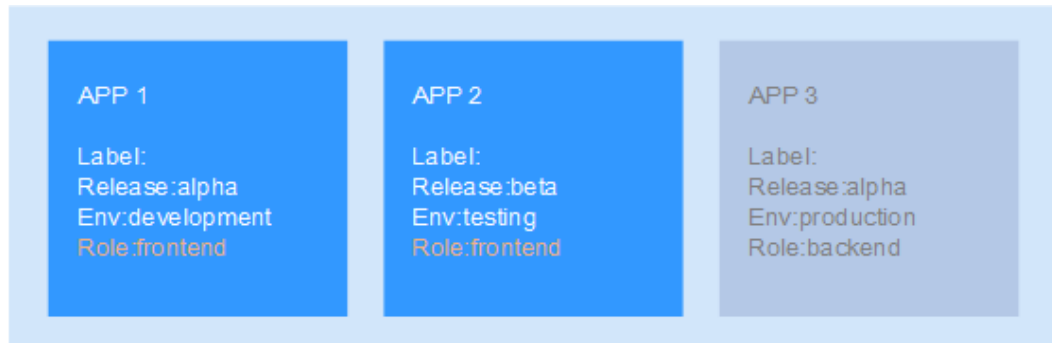 APP 1
Label:
Release:alpha
Env:development
Role:frontend
APP 2
Label:
Release:beta
Env:testing
Role:frontend
APP 3
Label:
Release:alpha
Env:production
Role:backend